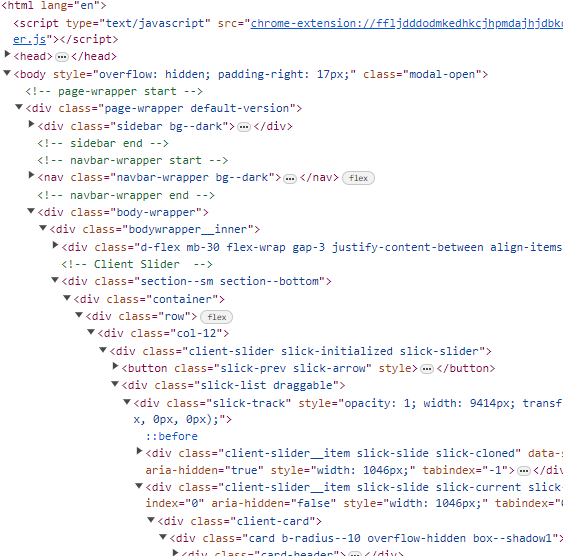 <html lang="en">
<script type="text/javascript" src="chrome-extension://ffljdddodmkedhkcjhpmdajhjdbkc
er.js"></script>
<head> … </head>
<body style="overflow: hidden; padding-right: 17px;" class="modal-open">
<!-- page-wrapper start -->
<div class="page-wrapper default-version">
<div class="sidebar bg--dark"> … </div>
<!-- sidebar end -->
<!-- navbar-wrapper start -->
<nav class="navbar-wrapper bg--dark"> … </nav> flex
<!-- navbar-wrapper end -->
<div class="body-wrapper">
<div class="bodywrapper__inner">
<div class="d-flex mb-30 flex-wrap gap-3 justify-content-between align-items
<!-- Client Slider  -->
<div class="section--sm section--bottom">
<div class="container">
<div class="row"> flex
<div class="col-12">
<div class="client-slider slick-initialized slick-slider">
<button class="slick-prev slick-arrow" style> … </button>
<div class="slick-list draggable">
<div class="slick-track" style="opacity: 1; width: 9414px; transf
x, 0px, 0px);">
::before
<div class="client-slider__item slick-slide slick-cloned" data-s
aria-hidden="true" style="width: 1046px;" tabindex="-1"> … </div
<div class="client-slider__item slick-slide slick-current slick-
index="0" aria-hidden="false" style="width: 1046px;" tabindex="0
<div class="client-card">
<div class="card b-radius--10 overflow-hidden box--shadow1">
<div class="card-header"> … </div>